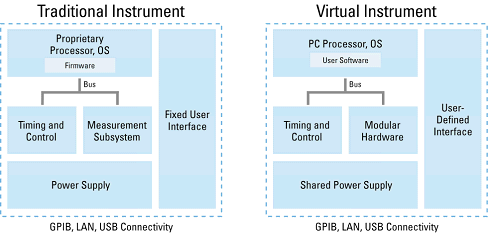 Traditional Instrument
Proprietary
Processor, OS
Firmware
Bus
Timing and
Control
Measurement
Subsystem
Fixed User
Interface
Power Supply
GPIB, LAN, USB Connectivity
Virtual Instrument
PC Processor, OS
User Software
Bus
Timing and
Control
Modular
Hardware
User-
Defined
Interface
Shared Power Supply
GPIB, LAN, USB Connectivity